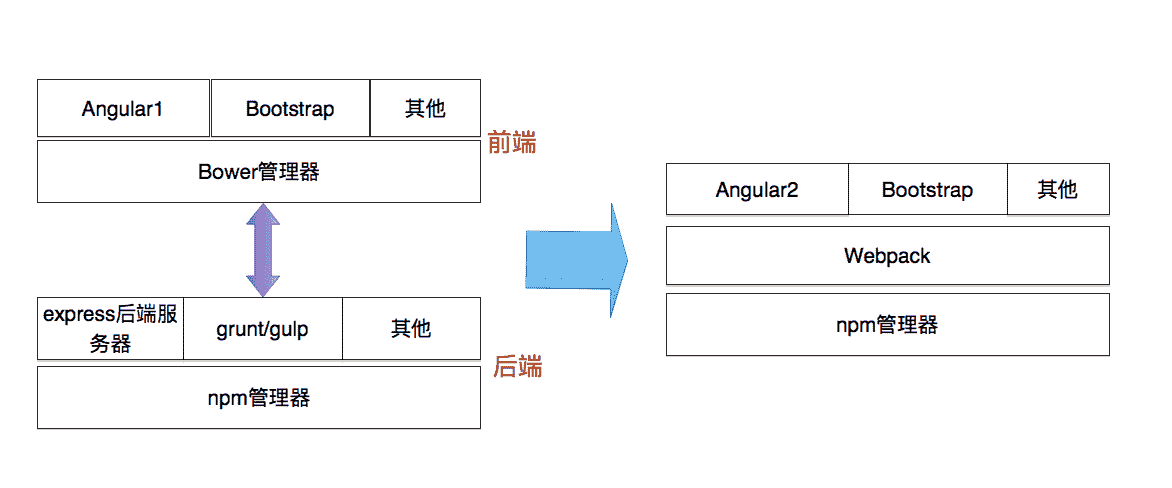 Angular1
Bootstrap
其他
前端
Bower管理器
express后端服
务器
grunt/gulp
其他
后端
npm管理器
Angular2
Bootstrap
其他
Webpack
npm管理器